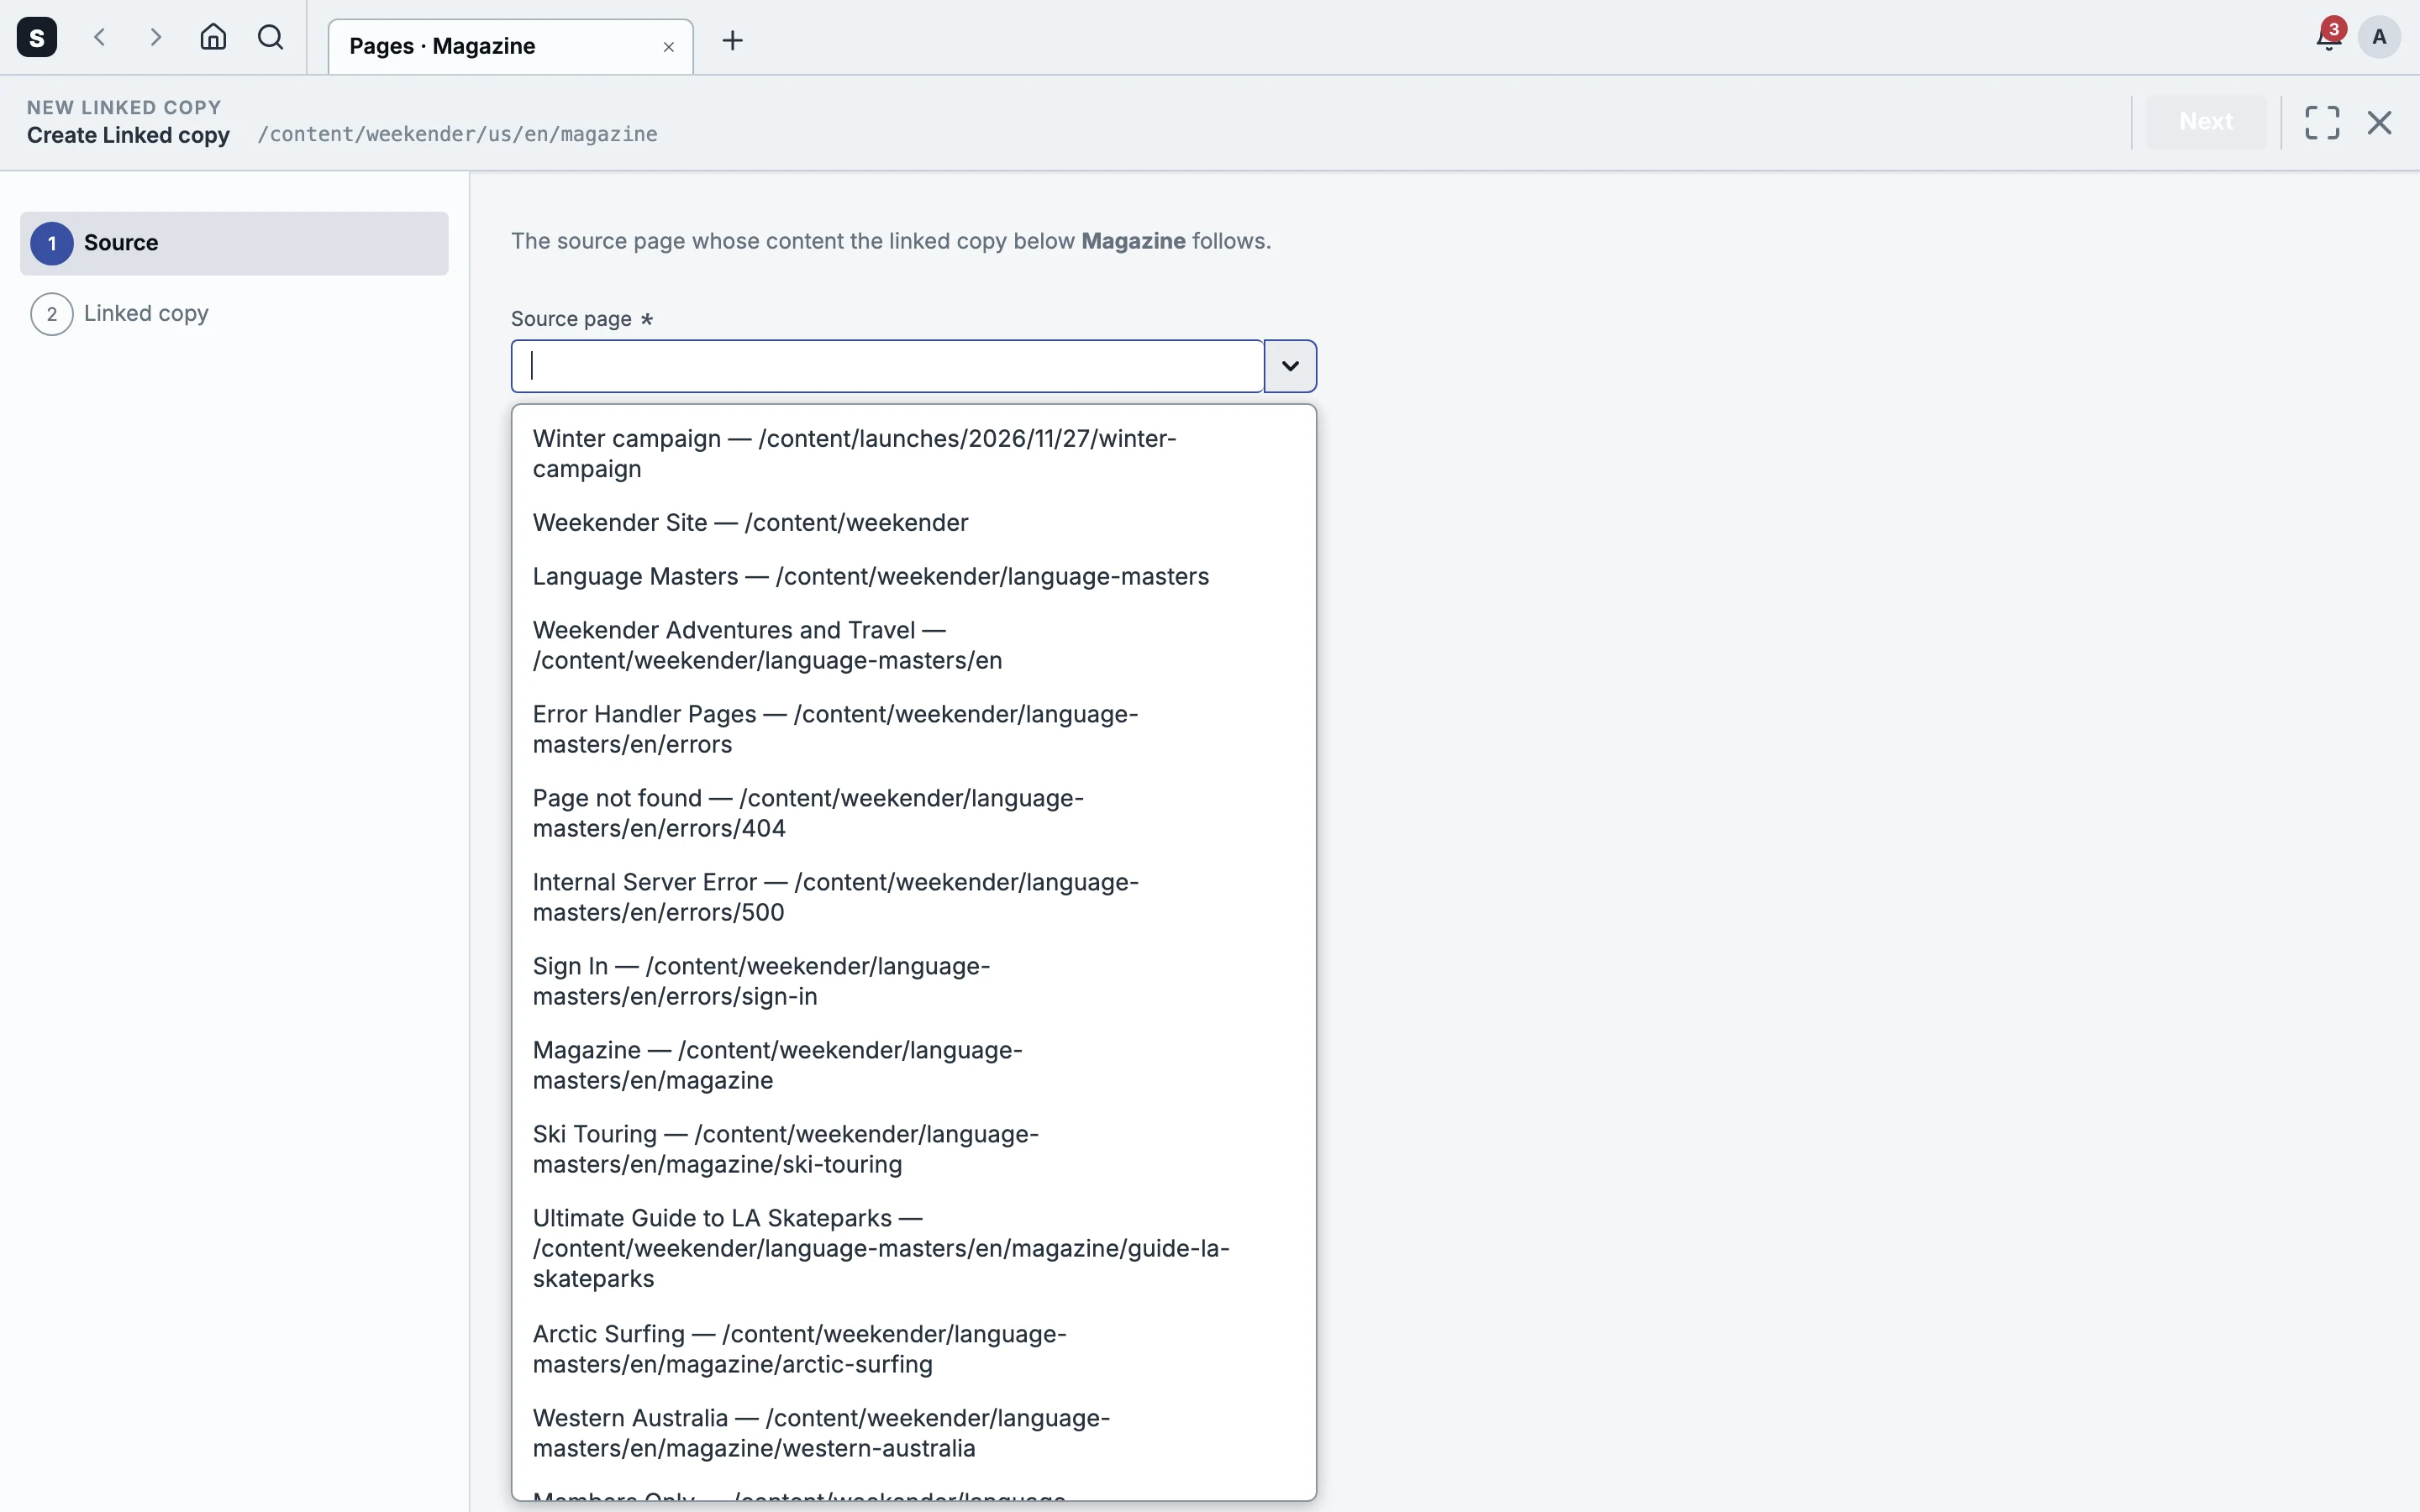 S
Pages · Magazine
3
A
NEW LINKED COPY
Create Linked copy /content/weekender/us/en/magazine
Next
1 Source
2 Linked copy
The source page whose content the linked copy below Magazine follows.
Source page *
Winter campaign — /content/launches/2026/11/27/winter-
campaign
Weekender Site — /content/weekender
Language Masters — /content/weekender/language-masters
Weekender Adventures and Travel —
/content/weekender/language-masters/en
Error Handler Pages — /content/weekender/language-
masters/en/errors
Page not found — /content/weekender/language-
masters/en/errors/404
Internal Server Error — /content/weekender/language-
masters/en/errors/500
Sign In — /content/weekender/language-
masters/en/errors/sign-in
Magazine — /content/weekender/language-
masters/en/magazine
Ski Touring — /content/weekender/language-
masters/en/magazine/ski-touring
Ultimate Guide to LA Skateparks —
/content/weekender/language-masters/en/magazine/guide-la-
skateparks
Arctic Surfing — /content/weekender/language-
masters/en/magazine/arctic-surfing
Western Australia — /content/weekender/language-
masters/en/magazine/western-australia
Members Only — /content/weekender/language-